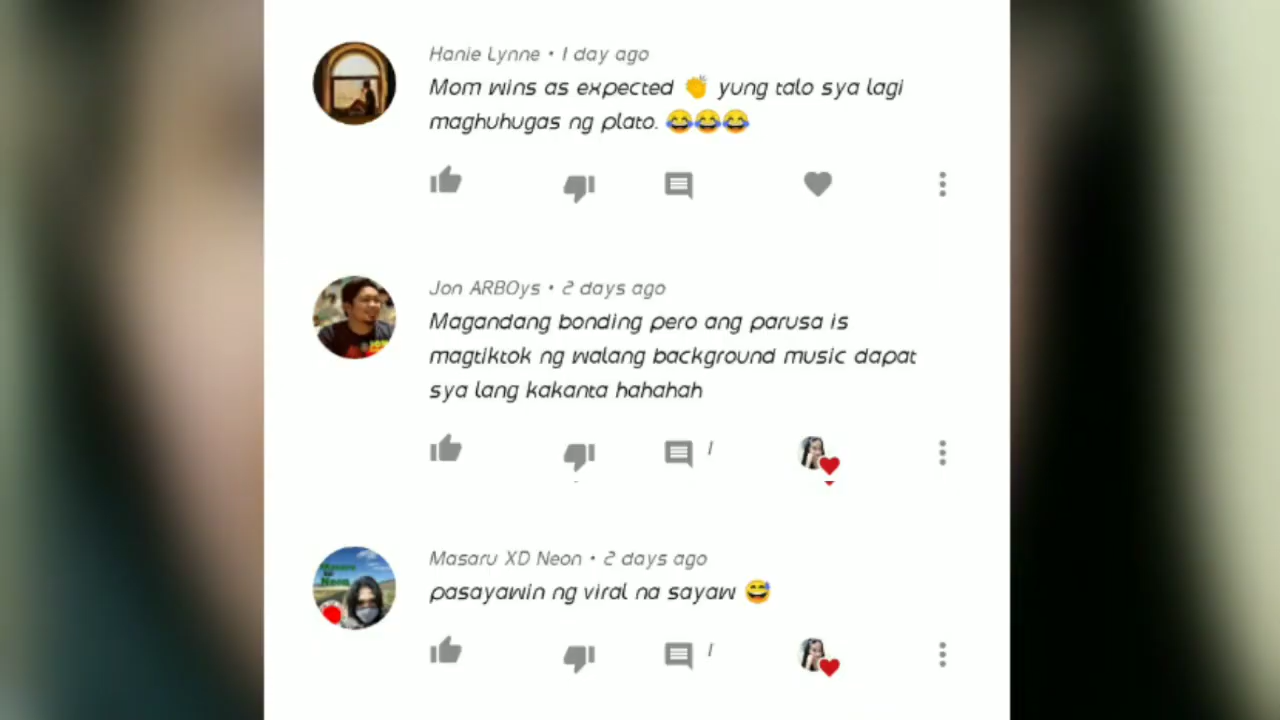 Hanie Lynne • 1 day ago
Mom wins as expected 👏 yung talo sya lagi
maghuhugas ng plato. 😂😂😂
Jon ARBOys • 2 days ago
Magandang bonding pero ang parusa is
magtiktok ng walang background music dapat
sya lang kakanta hahahah
1
Masaru XD Neon • 2 days ago
pasayawin ng viral na sayaw 😅
1